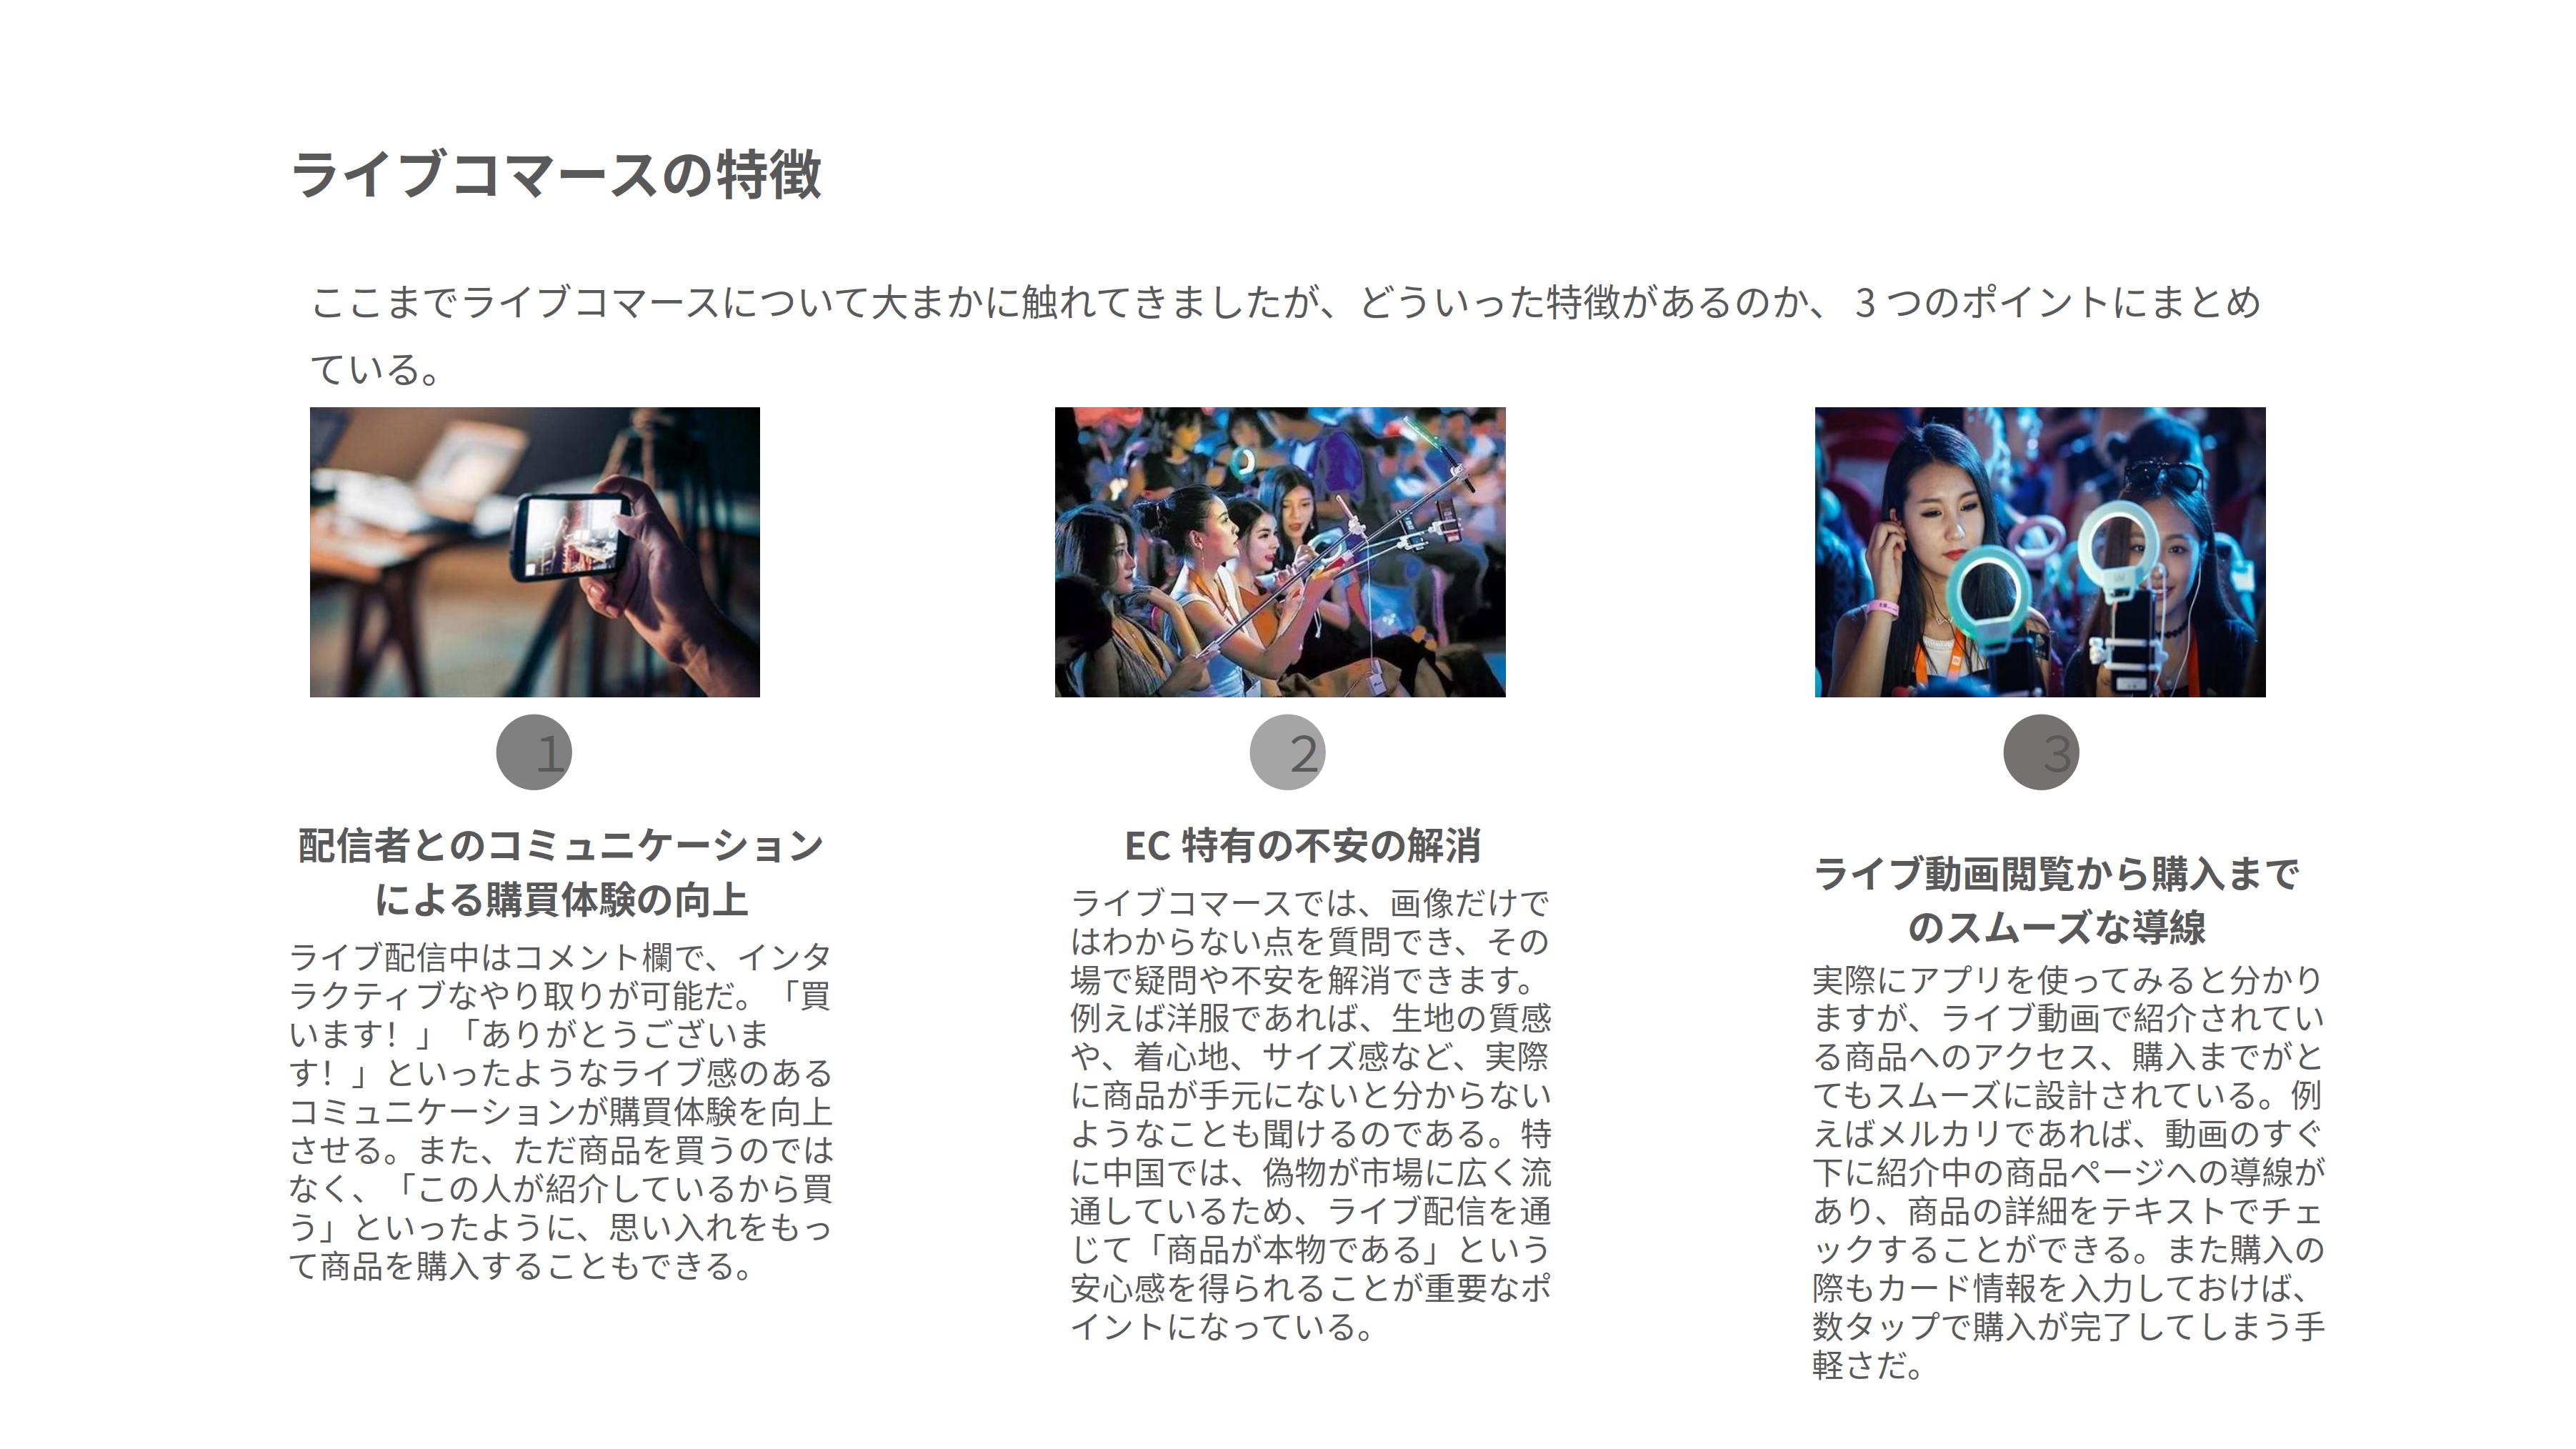 ライブコマースの特徴
ここまでライブコマースについて大まかに触れてきましたが、どういった特徴があるのか、 3 つのポイントにまとめ
ている。
1
2
3
配信者とのコミュニケーション
による購買体験の向上
ライブ配信中はコメント欄で、インタ
ラクティブなやり取りが可能だ。「買
います！」「ありがとうございま
す！」といったようなライブ感のある
コミュニケーションが購買体験を向上
させる。また、ただ商品を買うのでは
なく、「この人が紹介しているから買
う」といったように、思い入れをもっ
て商品を購入することもできる。
EC 特有の不安の解消
ライブコマースでは、画像だけで
はわからない点を質問でき、その
場で疑問や不安を解消できます。
例えば洋服であれば、生地の質感
や、着心地、サイズ感など、実際
に商品が手元にないと分からない
ようなことも聞けるのである。特
に中国では、偽物が市場に広く流
通しているため、ライブ配信を通
じて「商品が本物である」という
安心感を得られることが重要なポ
イントになっている。
ライブ動画閲覧から購入まで
のスムーズな導線
実際にアプリを使ってみると分かり
ますが、ライブ動画で紹介されてい
る商品へのアクセス、購入までがと
てもスムーズに設計されている。例
えばメルカリであれば、動画のすぐ
下に紹介中の商品ページへの導線が
あり、商品の詳細をテキストでチェ
ックすることができる。また購入の
際もカード情報を入力しておけば、
数タップで購入が完了してしまう手
軽さだ。